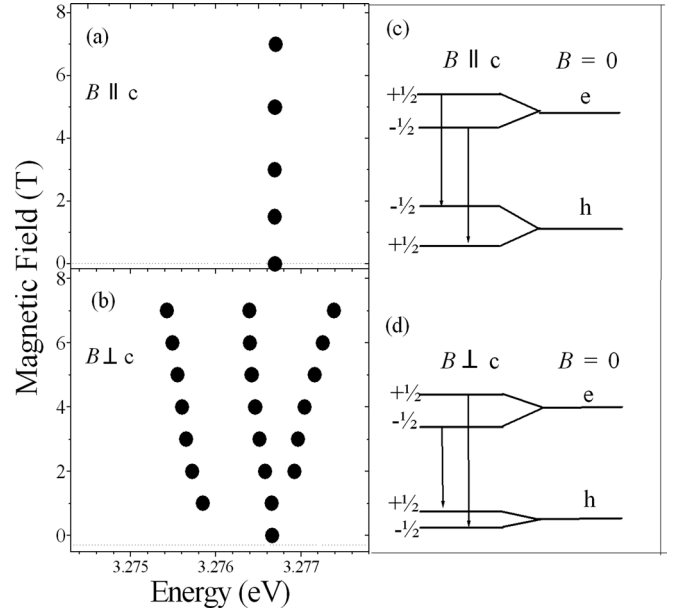 (a)
B ∥ c
8
6
4
2
0
(b)
B ⊥ c
8
6
4
2
0
Magnetic Field (T)
3.275 3.276 3.277
Energy (eV)
(c)
B ∥ c B = 0
+½ e
-½
-½ h
+½
(d)
B ⊥ c B = 0
+½ e
-½
+½ h
-½